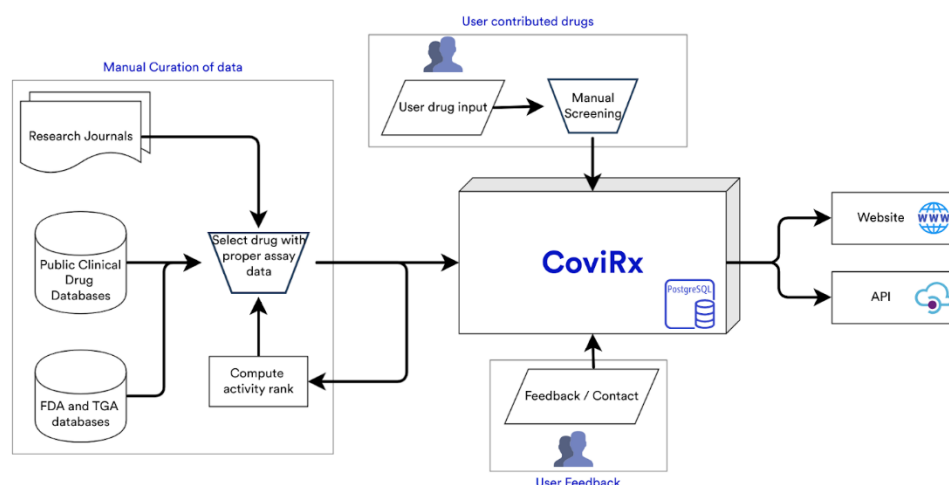 User contributed drugs
Manual Curation of data
User drug input
Manual
Screening
Research Journals
Select drug with
proper assay
data
Public Clinical
Drug
Databases
CoviRx
PostgreSQL
Website
WWW
API
Compute
activity rank
FDA and TGA
databases
Feedback / Contact
User Feedback